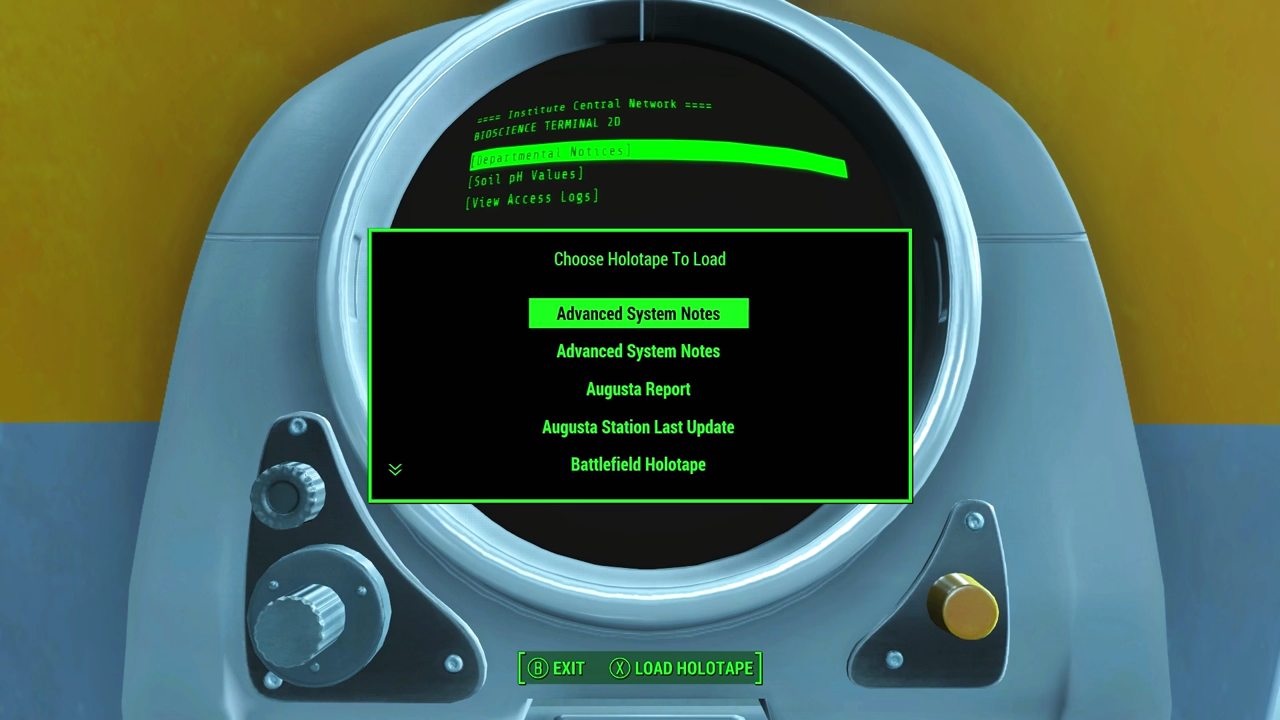 ==== Institute Central Network ====
BIOSCIENCE TERMINAL 2D
[Departmental Notices]
[Soil pH Values]
[View Access Logs]
Choose Holotape To Load
Advanced System Notes
Advanced System Notes
Augusta Report
Augusta Station Last Update
Battlefield Holotape
B EXIT X LOAD HOLOTAPE